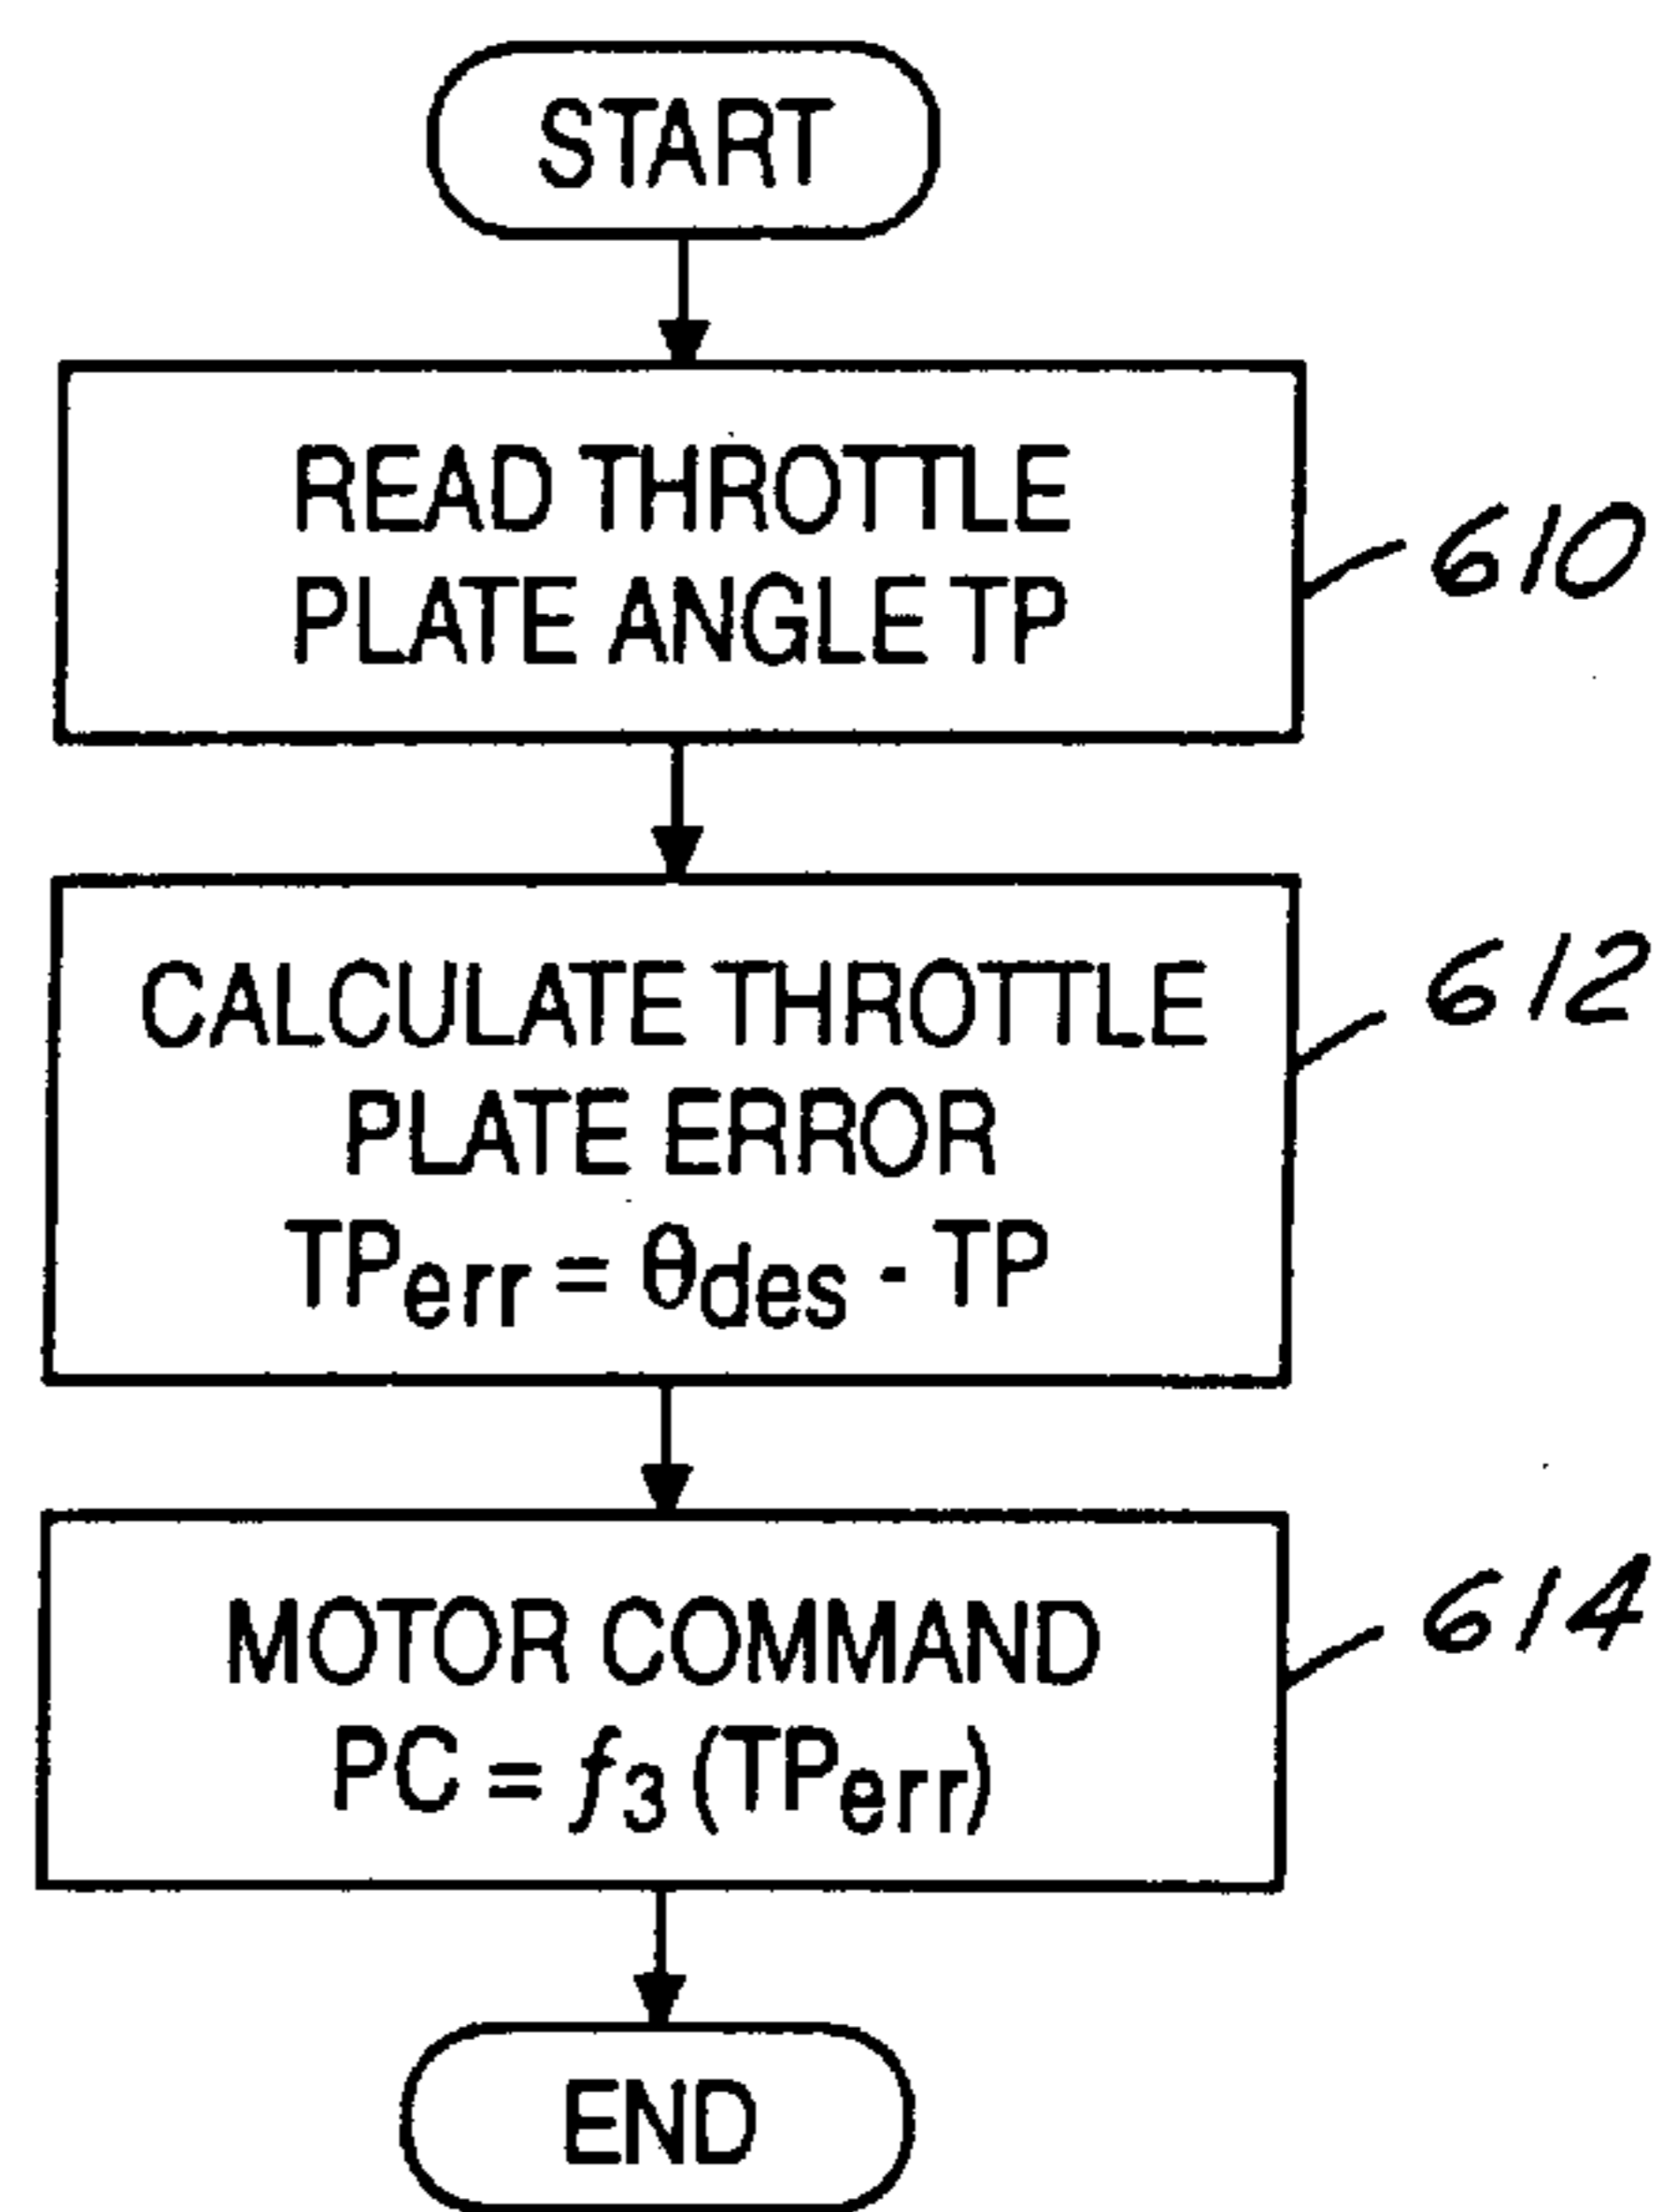 START
READ THROTTLE
PLATE ANGLE TP
610
CALCULATE THROTTLE
PLATE ERROR
TPerr = θdes - TP
612
MOTOR COMMAND
PC = f3 (TPerr)
614
END